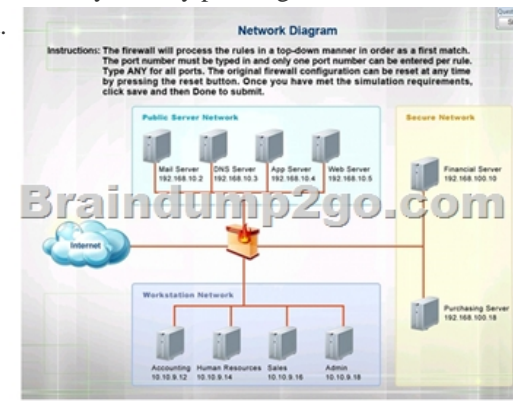 Network Diagram
Instructions: The firewall will process the rules in a top-down manner in order as a first match.
The port number must be typed in and only one port number can be entered per rule.
Type ANY for all ports. The original firewall configuration can be reset at any time
by pressing the reset button. Once you have met the simulation requirements,
click save and then Done to submit.
Public Server Network
Secure Network
Mail Server
192.168.10.2
DNS Server
192.168.10.3
App Server
192.168.10.4
Web Server
192.168.10.5
Financial Server
192.168.100.10
Braindump2go.com
Internet
Workstation Network
Purchasing Server
192.168.100.18
Accounting
10.10.9.12
Human Resources
10.10.9.14
Sales
10.10.9.16
Admin
10.10.9.18